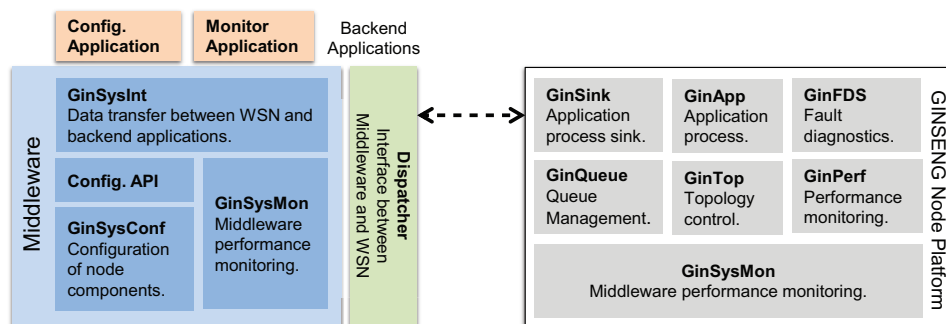 Config.
Application
Monitor
Application
Backend
Applications
Middleware
GinSysInt
Data transfer between WSN and
backend applications.
Config. API
GinSysConf
Configuration
of node
components.
GinSysMon
Middleware
performance
monitoring.
Dispatcher
Interface between
Middleware and WSN
GinSink
Application
process sink.
GinApp
Application
process.
GinFDS
Fault
diagnostics.
GinQueue
Queue
Management.
GinTop
Topology
control.
GinPerf
Performance
monitoring.
GinSysMon
Middleware performance monitoring.
GINSENG Node Platform